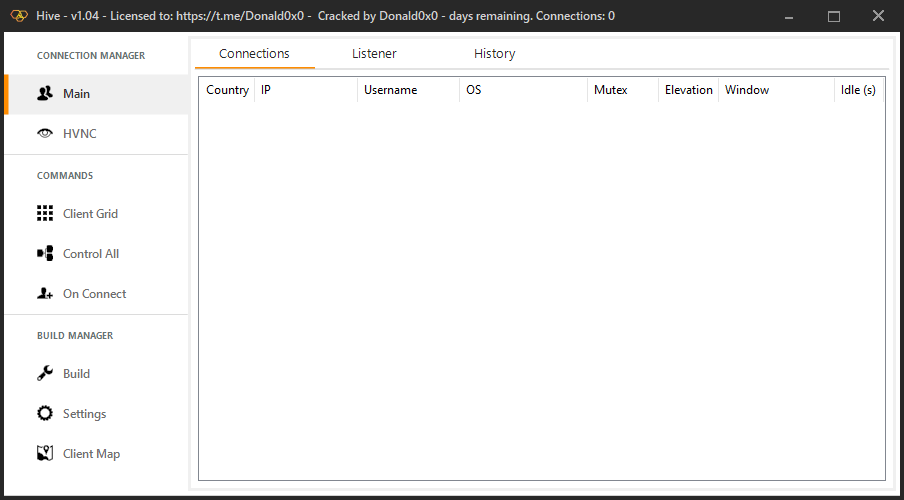 Hive - v1.04 - Licensed to: https://t.me/Donald0x0 - Cracked by Donald0x0 - days remaining. Connections: 0
CONNECTION MANAGER
Main
HVNC
COMMANDS
Client Grid
Control All
On Connect
BUILD MANAGER
Build
Settings
Client Map
Connections Listener History
Country IP Username OS Mutex Elevation Window Idle (s)